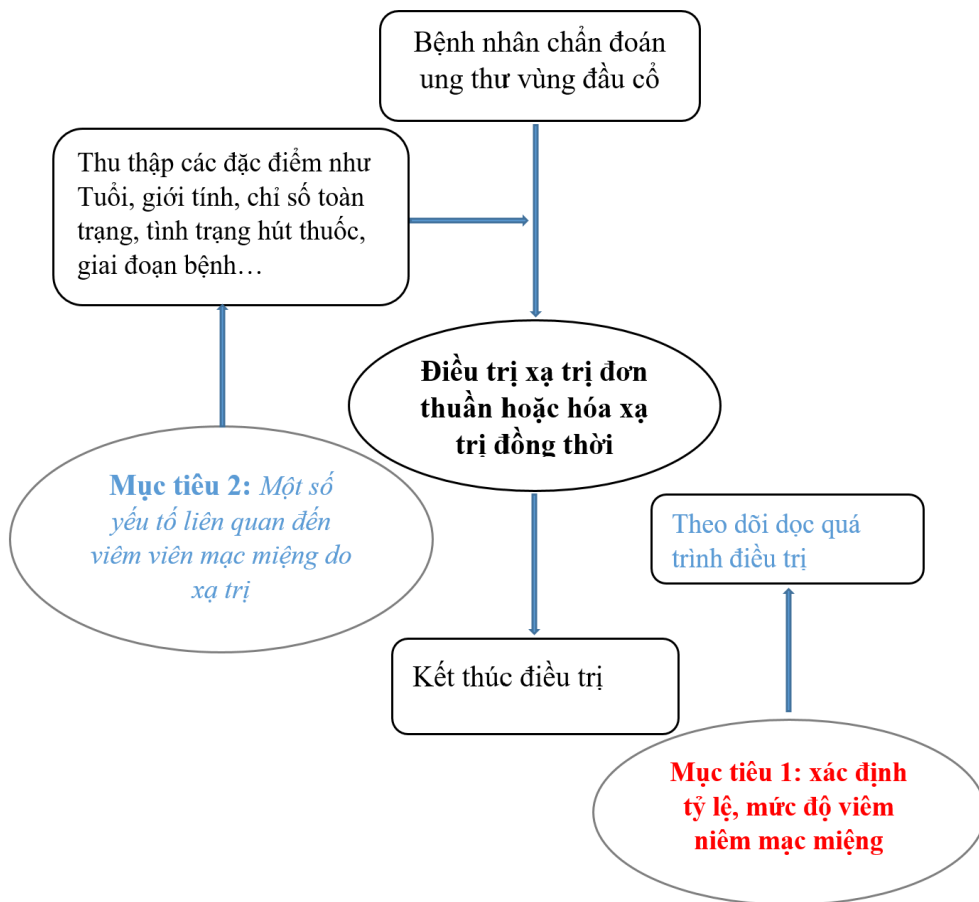 Bệnh nhân chẩn đoán
ung thư vùng đầu cổ
Thu thập các đặc điểm như
Tuổi, giới tính, chỉ số toàn
trạng, tình trạng hút thuốc,
giai đoạn bệnh…
Điều trị xạ trị đơn
thuần hoặc hóa xạ
trị đồng thời
Mục tiêu 2: Một số
yếu tố liên quan đến
viêm viên mạc miệng do
xạ trị
Theo dõi dọc quá
trình điều trị
Kết thúc điều trị
Mục tiêu 1: xác định
tỷ lệ, mức độ viêm
niêm mạc miệng